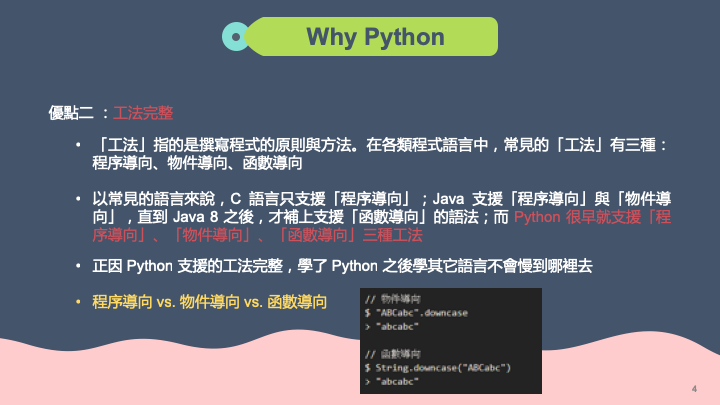 Why Python
優點二 ：工法完整
• 「工法」指的是撰寫程式的原則與方法。在各類程式語言中，常見的「工法」有三種：
程序導向、物件導向、函數導向
• 以常見的語言來說，C 語言只支援「程序導向」；Java 支援「程序導向」與「物件導
向」，直到 Java 8 之後，才補上支援「函數導向」的語法；而 Python 很早就支援「程
序導向」、「物件導向」、「函數導向」三種工法
• 正因 Python 支援的工法完整，學了 Python 之後學其它語言不會慢到哪裡去
• 程序導向 vs. 物件導向 vs. 函數導向
// 物件導向
$ "ABCabc".downcase
> "abcabc"
// 函數導向
$ String.downcase("ABCabc")
> "abcabc"
4